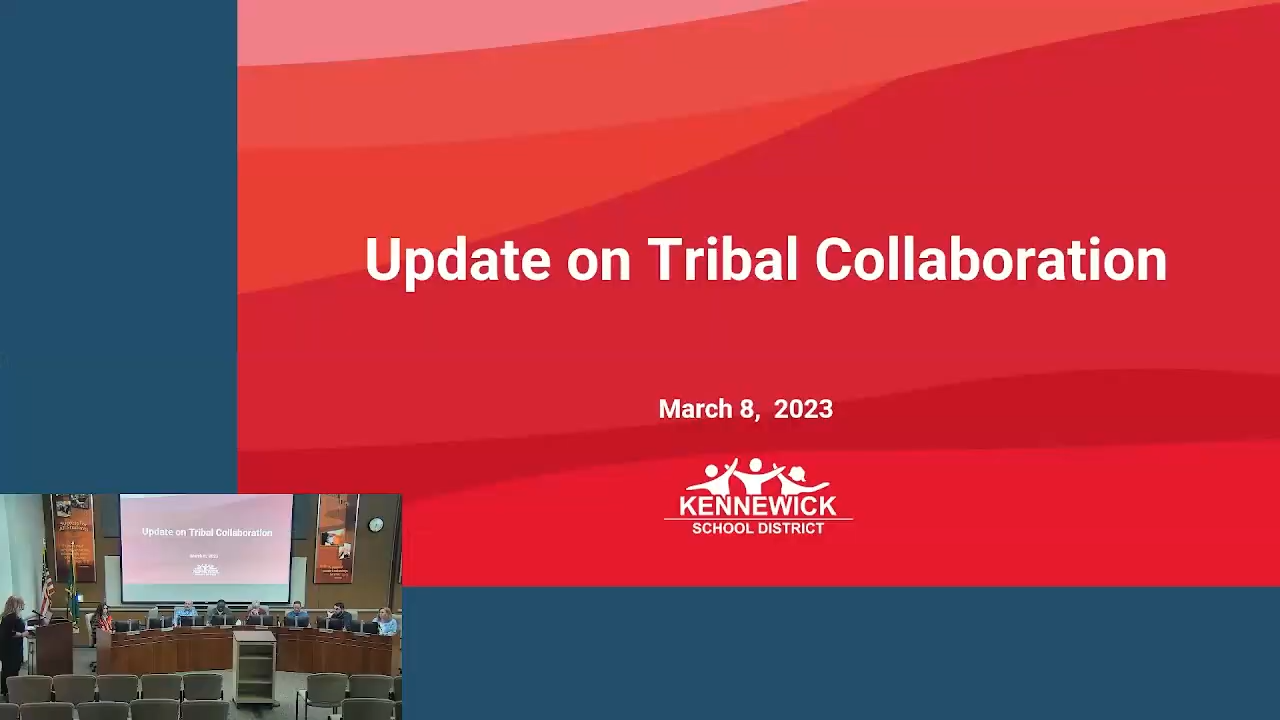 Update on Tribal Collaboration
March 8,  2023
KENNEWICK
SCHOOL DISTRICT
Update on Tribal Collaboration